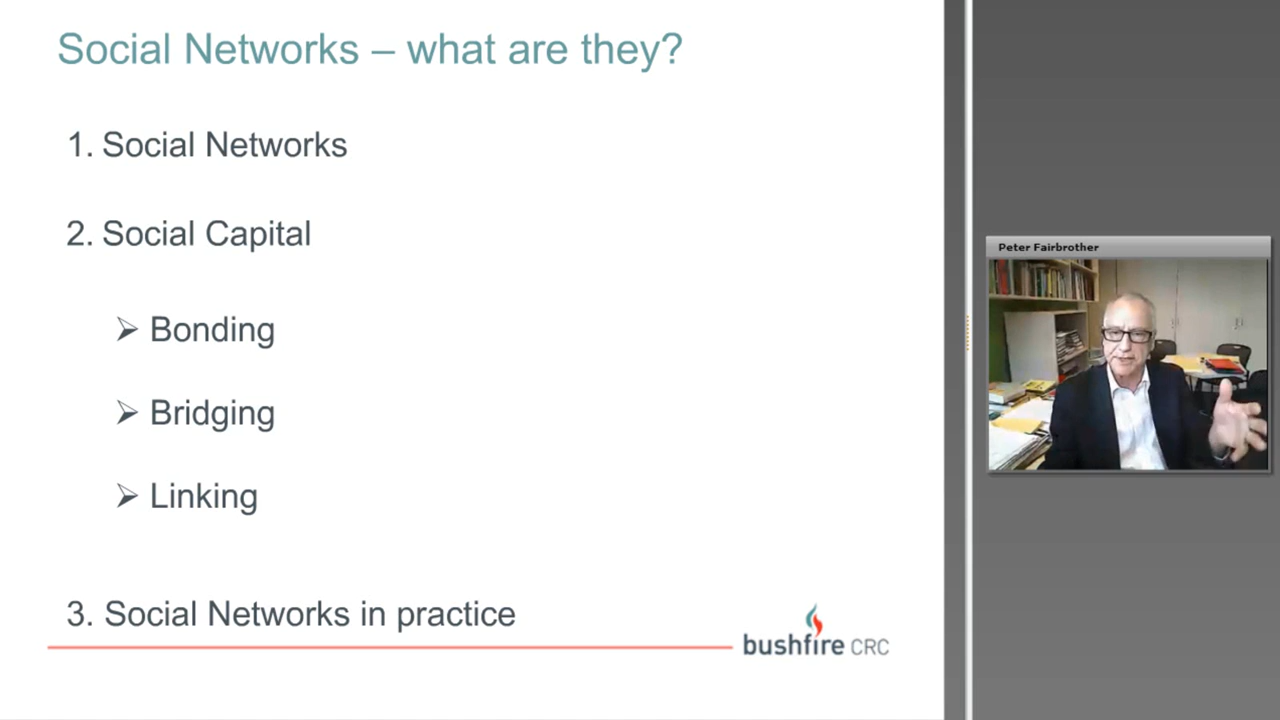 Social Networks – what are they?
1. Social Networks
2. Social Capital
➢ Bonding
➢ Bridging
➢ Linking
3. Social Networks in practice
bushfire CRC
Peter Fairbrother